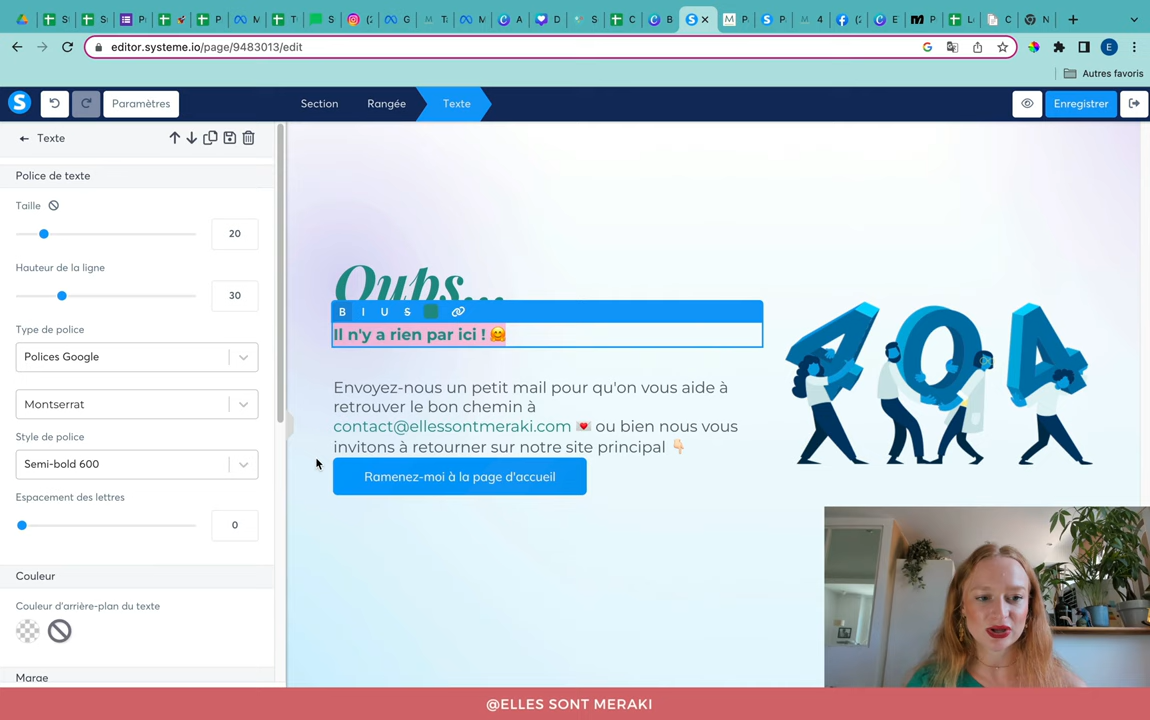 editor.systeme.io/page/9483013/edit
Autres favoris
Paramètres
Section
Rangée
Texte
Enregistrer
Texte
Police de texte
Taille
20
Hauteur de la ligne
30
Type de police
Polices Google
Montserrat
Style de police
Semi-bold 600
Espacement des lettres
0
Couleur
Couleur d'arrière-plan du texte
Marge
Oups...
B I U S
Il n'y a rien par ici ! 🤗
Envoyez-nous un petit mail pour qu'on vous aide à
retrouver le bon chemin à
contact@ellessontmeraki.com 💌 ou bien nous vous
invitons à retourner sur notre site principal 👇🏻
Ramenez-moi à la page d'accueil
404
@ELLES SONT MERAKI